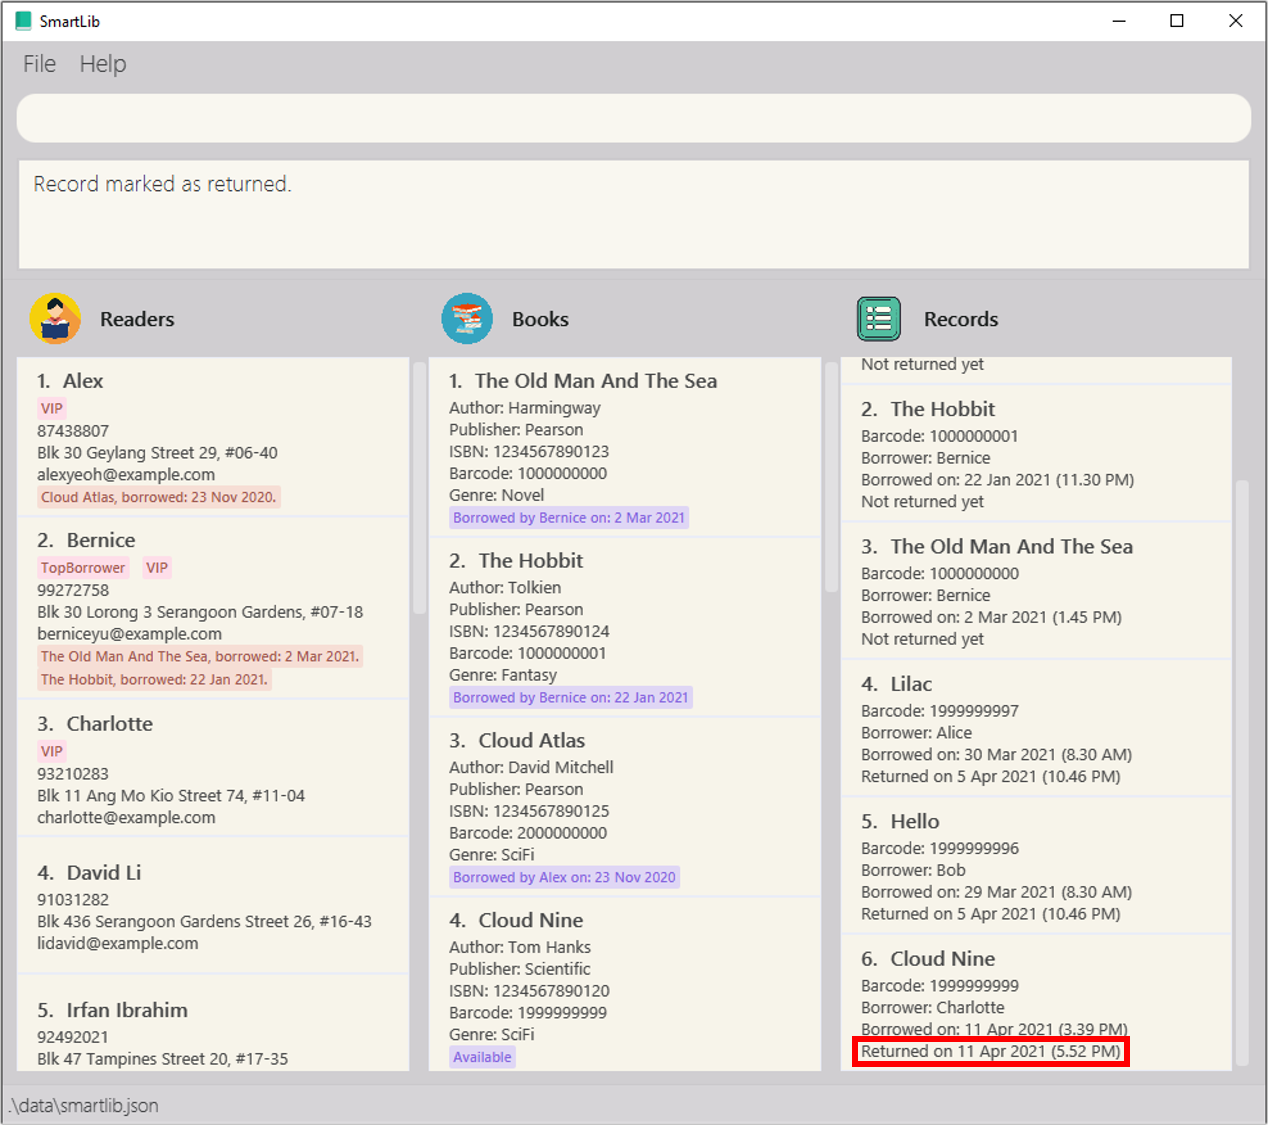 SmartLib
File Help
Record marked as returned.
Readers
1. Alex
VIP
87438807
Blk 30 Geylang Street 29, #06-40
alexyeoh@example.com
Cloud Atlas, borrowed: 23 Nov 2020.
2. Bernice
TopBorrower VIP
99272758
Blk 30 Lorong 3 Serangoon Gardens, #07-18
berniceyu@example.com
The Old Man And The Sea, borrowed: 2 Mar 2021.
The Hobbit, borrowed: 22 Jan 2021.
3. Charlotte
VIP
93210283
Blk 11 Ang Mo Kio Street 74, #11-04
charlotte@example.com
4. David Li
91031282
Blk 436 Serangoon Gardens Street 26, #16-43
lidavid@example.com
5. Irfan Ibrahim
92492021
Blk 47 Tampines Street 20, #17-35
Books
1. The Old Man And The Sea
Author: Harmingway
Publisher: Pearson
ISBN: 1234567890123
Barcode: 1000000000
Genre: Novel
Borrowed by Bernice on: 2 Mar 2021
2. The Hobbit
Author: Tolkien
Publisher: Pearson
ISBN: 1234567890124
Barcode: 1000000001
Genre: Fantasy
Borrowed by Bernice on: 22 Jan 2021
3. Cloud Atlas
Author: David Mitchell
Publisher: Pearson
ISBN: 1234567890125
Barcode: 2000000000
Genre: SciFi
Borrowed by Alex on: 23 Nov 2020
4. Cloud Nine
Author: Tom Hanks
Publisher: Scientific
ISBN: 1234567890120
Barcode: 1999999999
Genre: SciFi
Available
Records
Not returned yet
2. The Hobbit
Barcode: 1000000001
Borrower: Bernice
Borrowed on: 22 Jan 2021 (11.30 PM)
Not returned yet
3. The Old Man And The Sea
Barcode: 1000000000
Borrower: Bernice
Borrowed on: 2 Mar 2021 (1.45 PM)
Not returned yet
4. Lilac
Barcode: 1999999997
Borrower: Alice
Borrowed on: 30 Mar 2021 (8.30 AM)
Returned on 5 Apr 2021 (10.46 PM)
5. Hello
Barcode: 1999999996
Borrower: Bob
Borrowed on: 29 Mar 2021 (8.30 AM)
Returned on 5 Apr 2021 (10.46 PM)
6. Cloud Nine
Barcode: 1999999999
Borrower: Charlotte
Borrowed on: 11 Apr 2021 (3.39 PM)
Returned on 11 Apr 2021 (5.52 PM)
.\data\smartlib.json